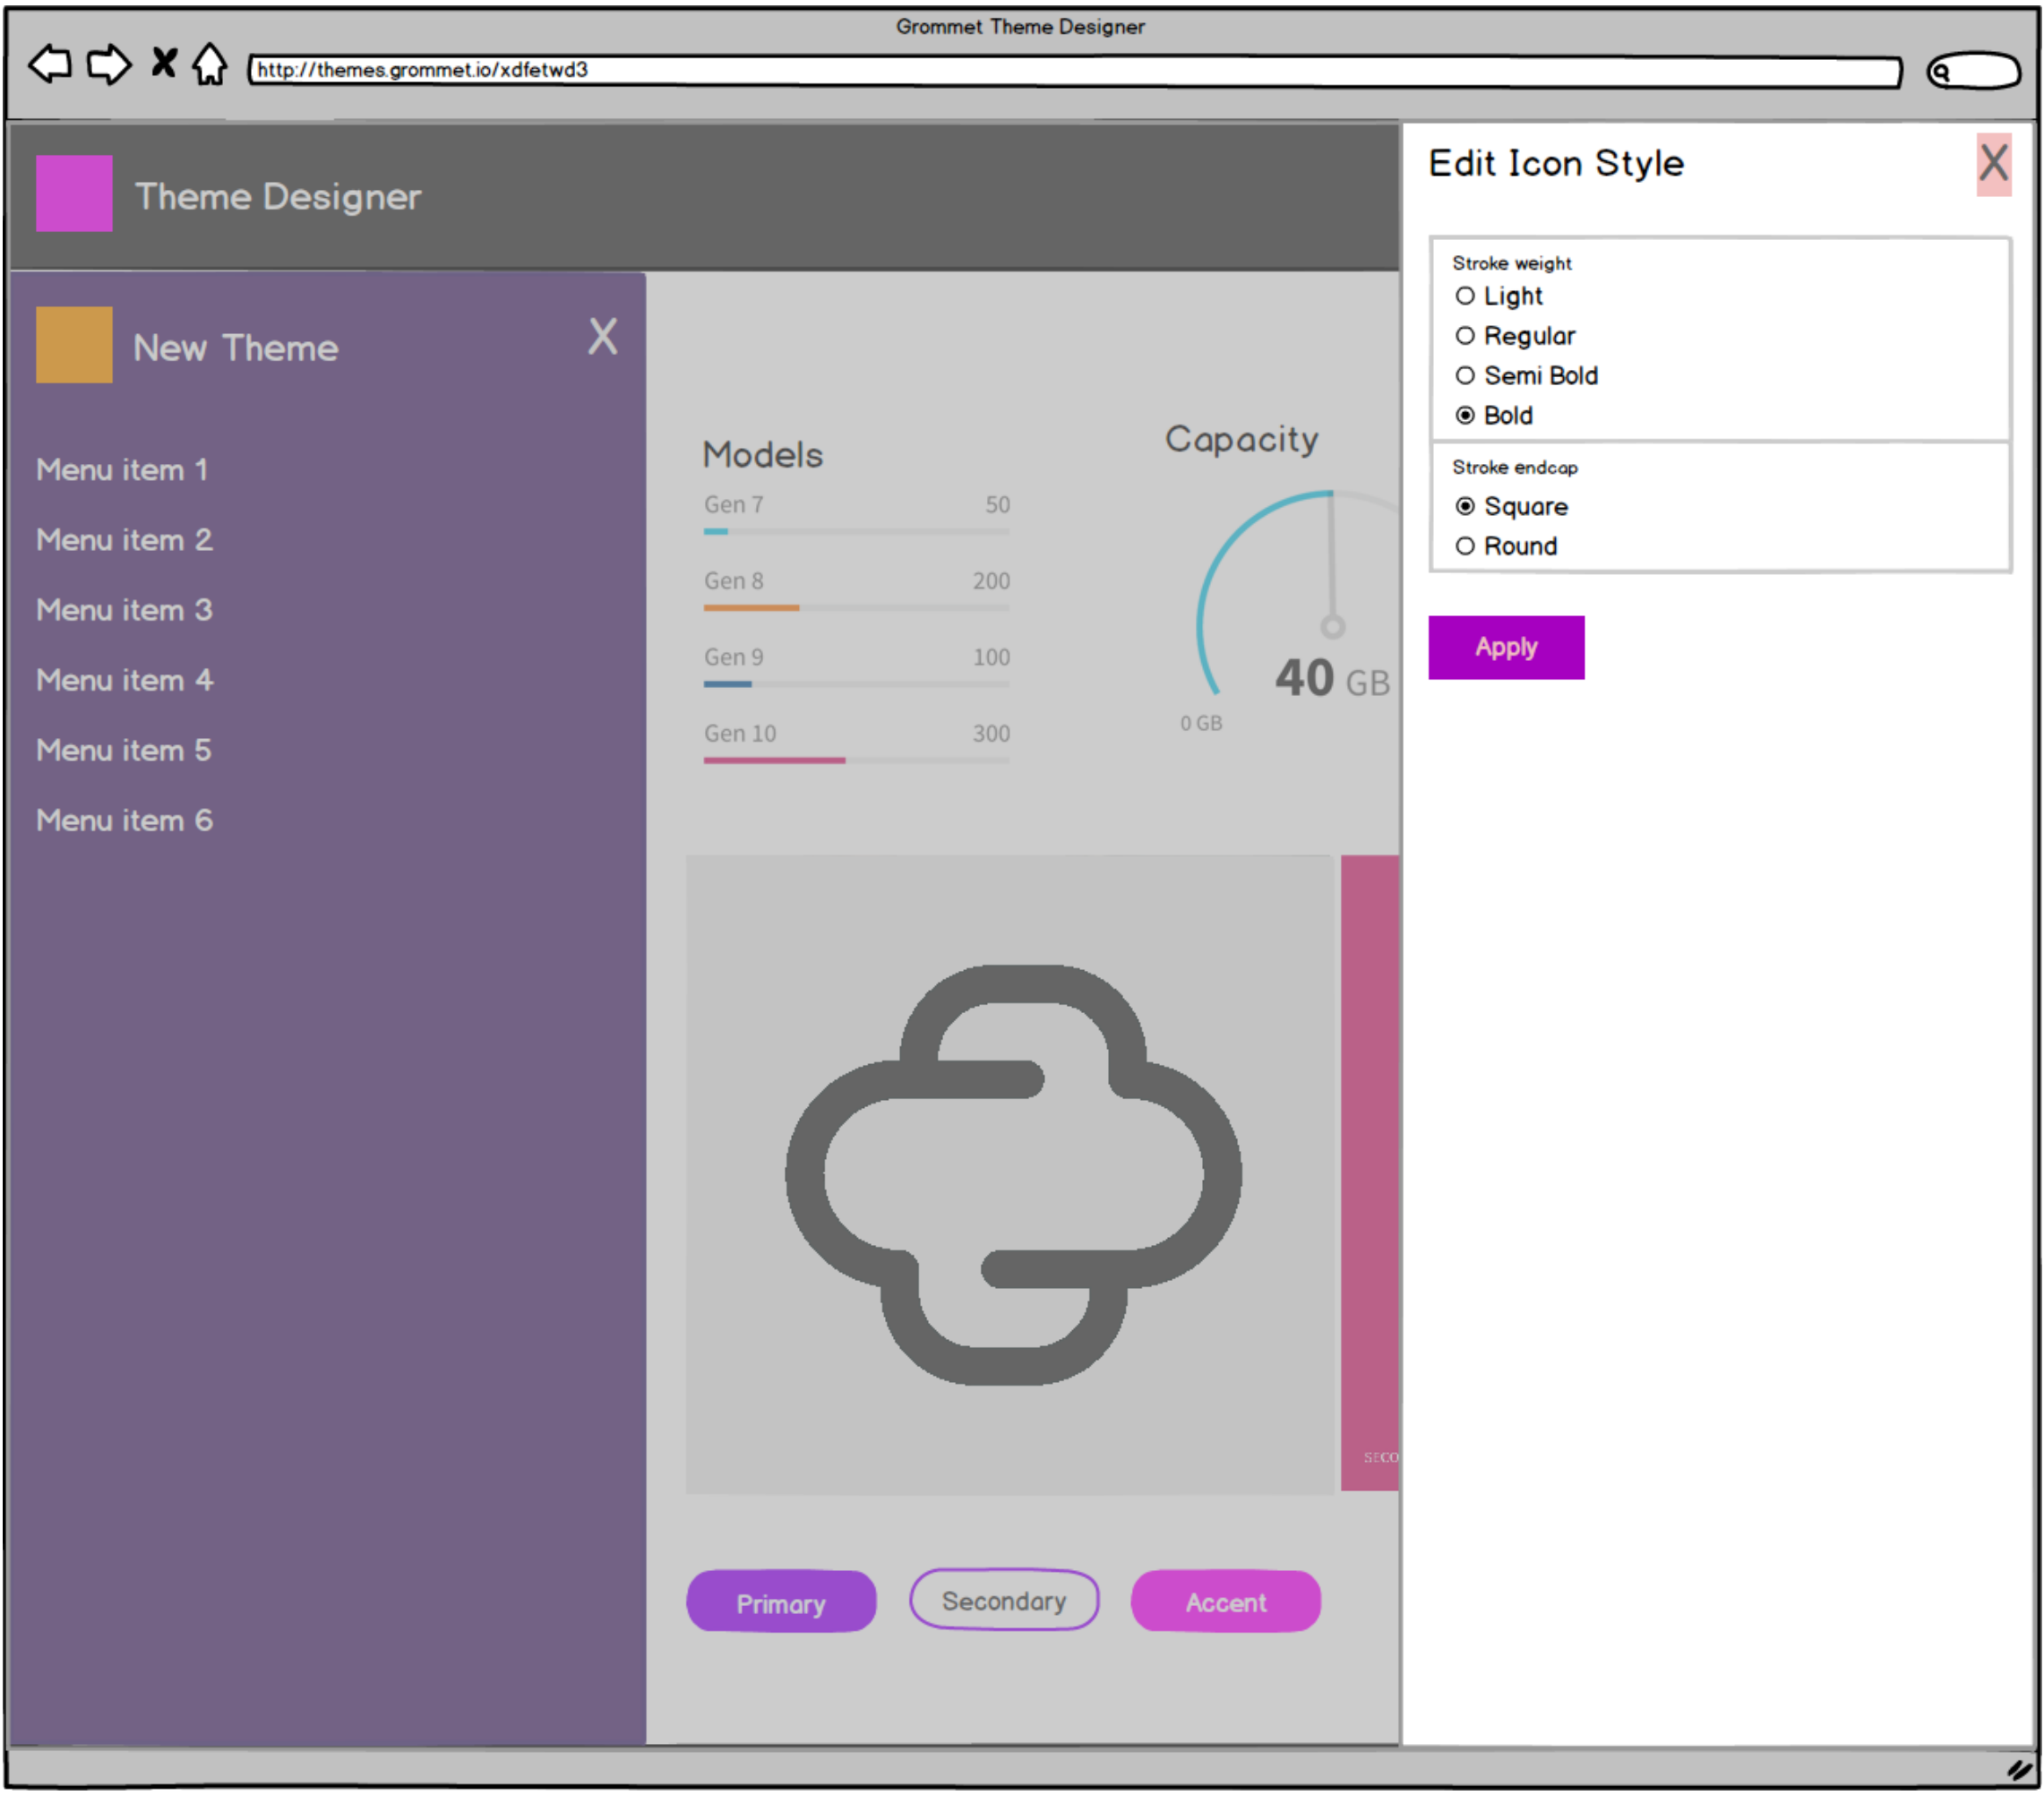 Grommet Theme Designer
http://themes.grommet.io/xdfetwd3
Theme Designer
New Theme
X
Menu item 1
Menu item 2
Menu item 3
Menu item 4
Menu item 5
Menu item 6
Models
Gen 7 50
Gen 8 200
Gen 9 100
Gen 10 300
Capacity
40 GB
0 GB
SECO
Primary
Secondary
Accent
Edit Icon Style
X
Stroke weight
Light
Regular
Semi Bold
Bold
Stroke endcap
Square
Round
Apply